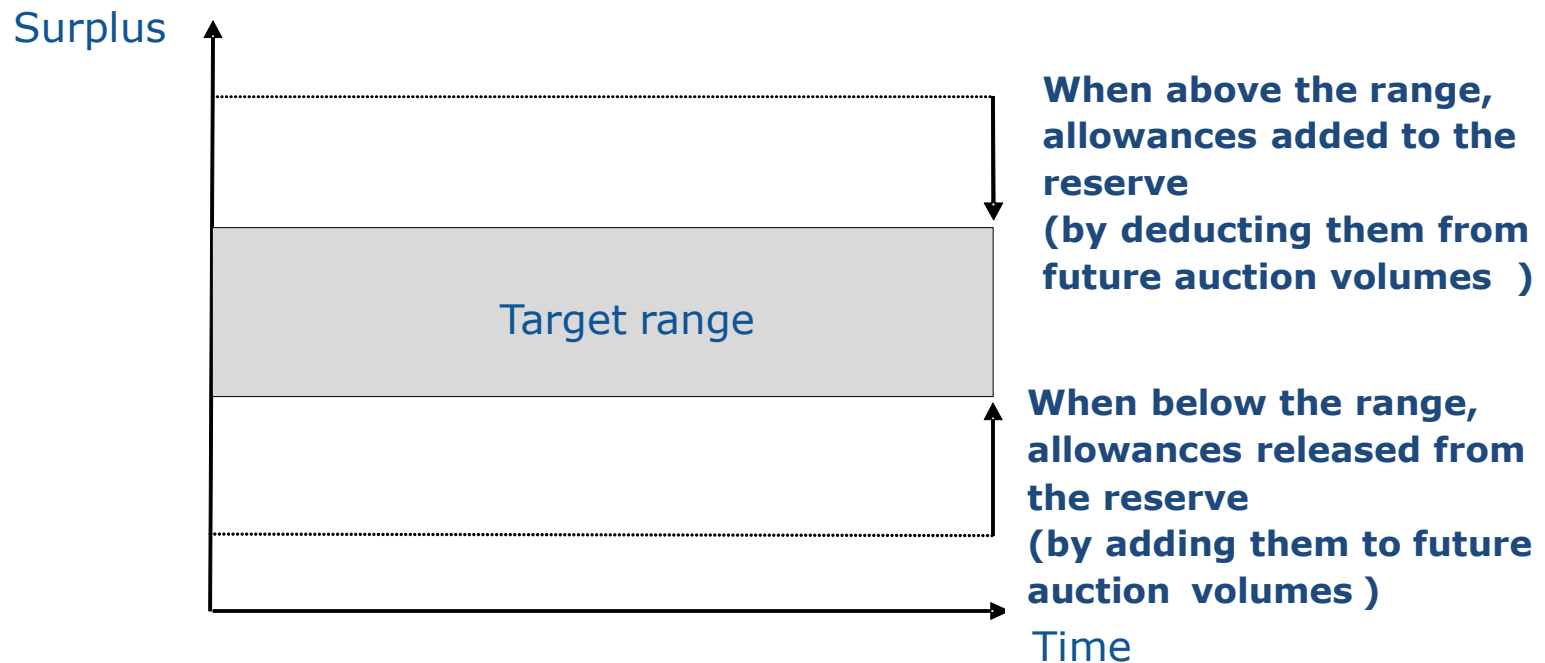 Surplus
When above the range,
allowances added to the
reserve
(by deducting them from
future auction volumes )
Target range
When below the range,
allowances released from
the reserve
(by adding them to future
auction volumes )
Time